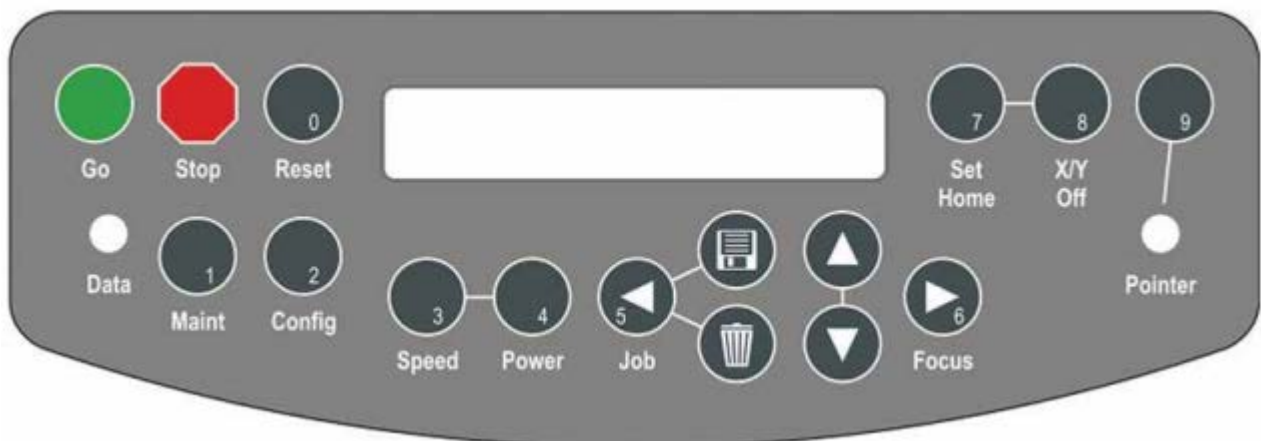 0
7
8
9
Go
Stop
Reset
Set
Home
X/Y
Off
1
2
Data
Maint
Config
3
4
5
6
Pointer
Speed
Power
Job
Focus